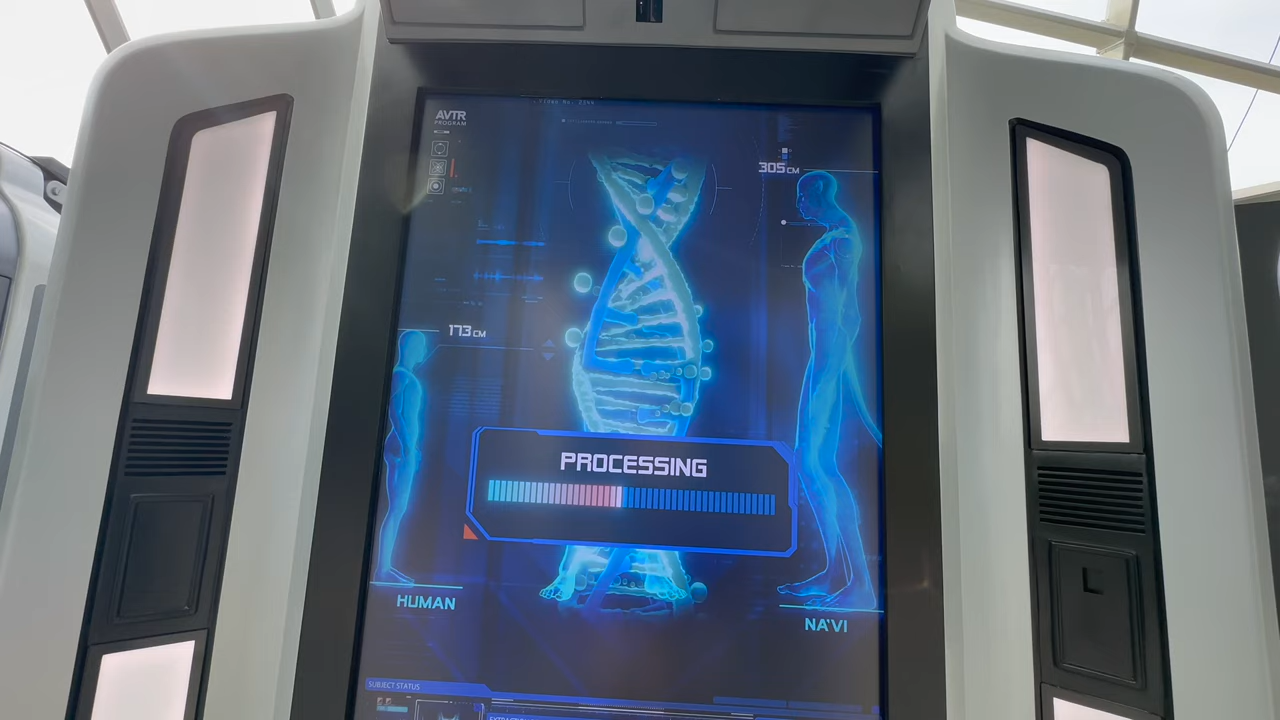 AVTR
PROGRAM
305 CM
173 CM
PROCESSING
HUMAN
NA'VI
SUBJECT STATUS